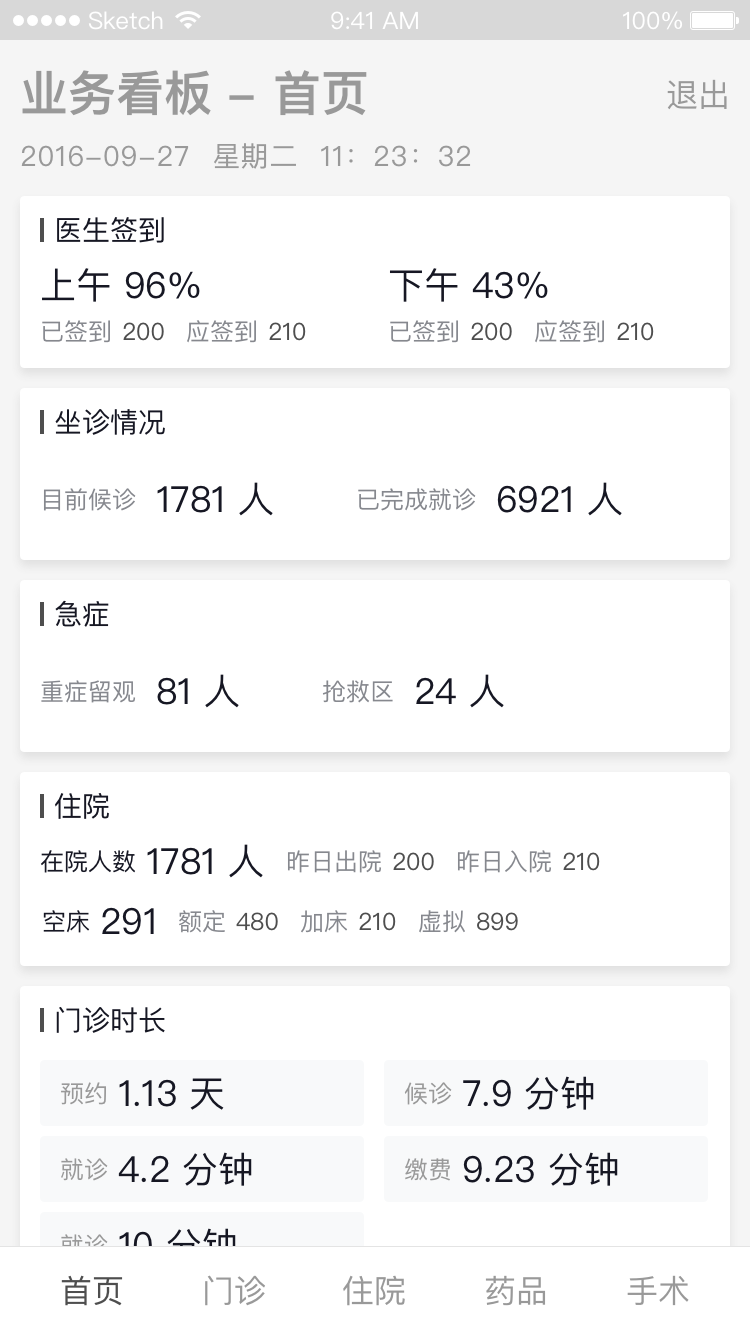 Sketch 9:41 AM 100%
业务看板 – 首页 退出
2016–09–27 星期二 11：23：32
医生签到
上午 96% 下午 43%
已签到 200 应签到 210 已签到 200 应签到 210
坐诊情况
目前候诊 1781 人 已完成就诊 6921 人
急症
重症留观 81 人 抢救区 24 人
住院
在院人数 1781 人 昨日出院 200 昨日入院 210
空床 291 额定 480 加床 210 虚拟 899
门诊时长
预约 1.13 天 候诊 7.9 分钟
就诊 4.2 分钟 缴费 9.23 分钟
就诊 10 分钟
首页 门诊 住院 药品 手术